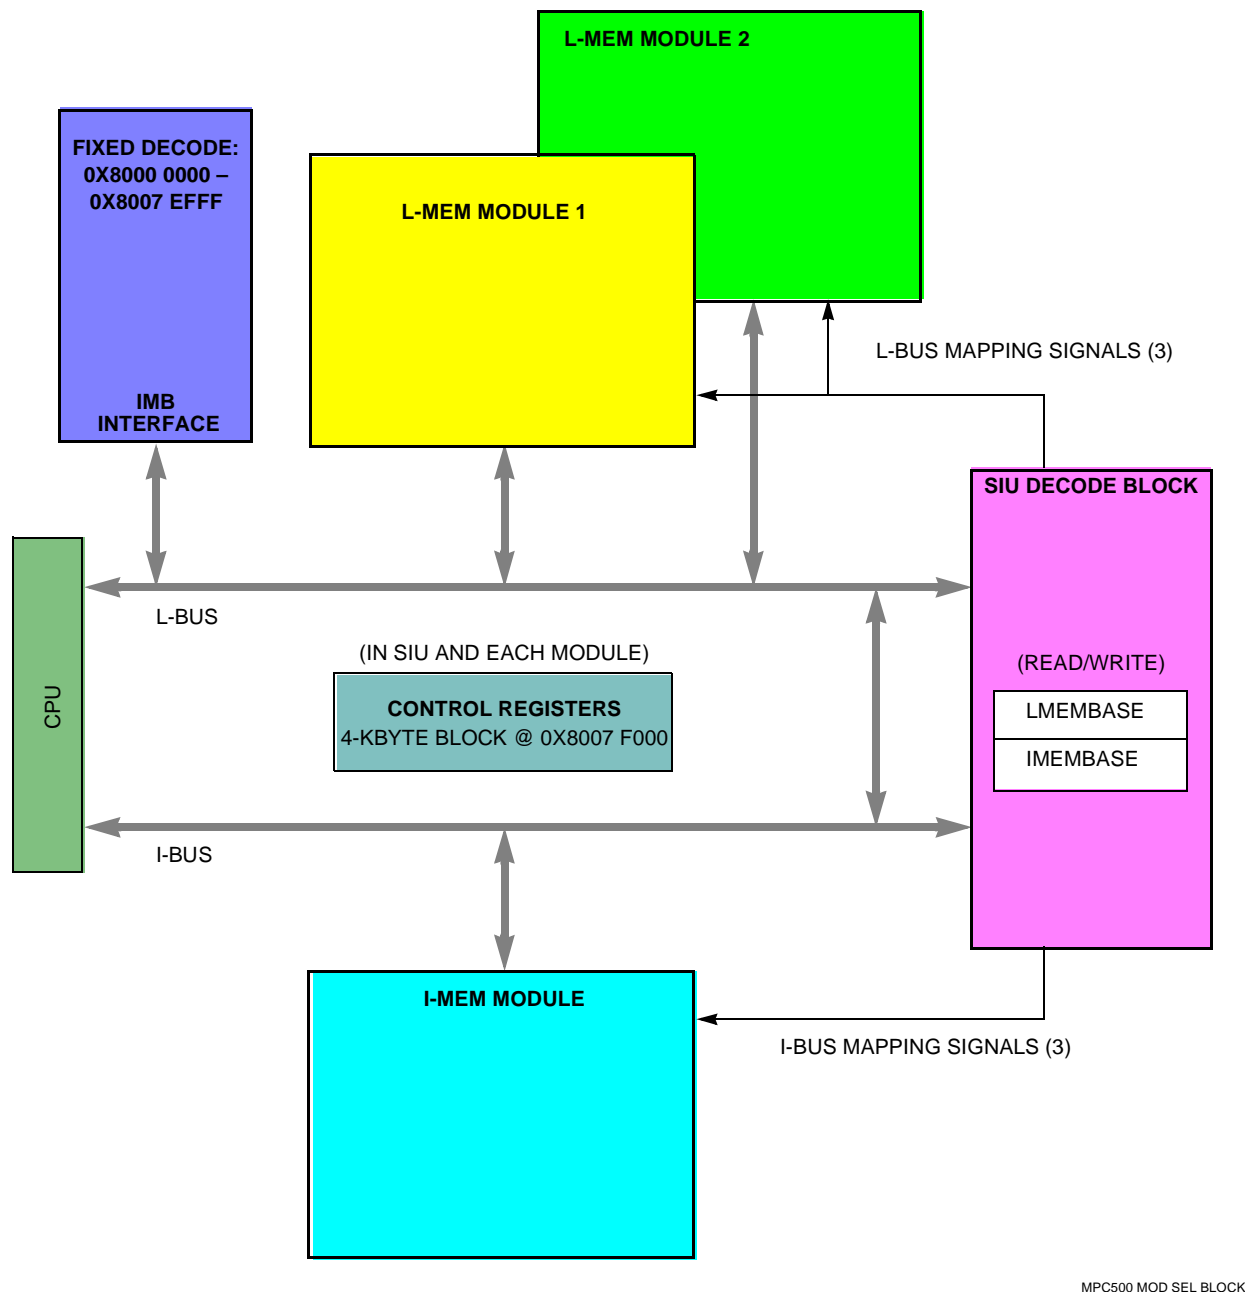 L-MEM MODULE 2
FIXED DECODE:
0X8000 0000 –
0X8007 EFFF
L-MEM MODULE 1
L-BUS MAPPING SIGNALS (3)
IMB
INTERFACE
SIU DECODE BLOCK
L-BUS
(IN SIU AND EACH MODULE)
(READ/WRITE)
CPU
CONTROL REGISTERS
4-KBYTE BLOCK @ 0X8007 F000
LMEMBASE
IMEMBASE
I-BUS
I-MEM MODULE
I-BUS MAPPING SIGNALS (3)
MPC500 MOD SEL BLOCK